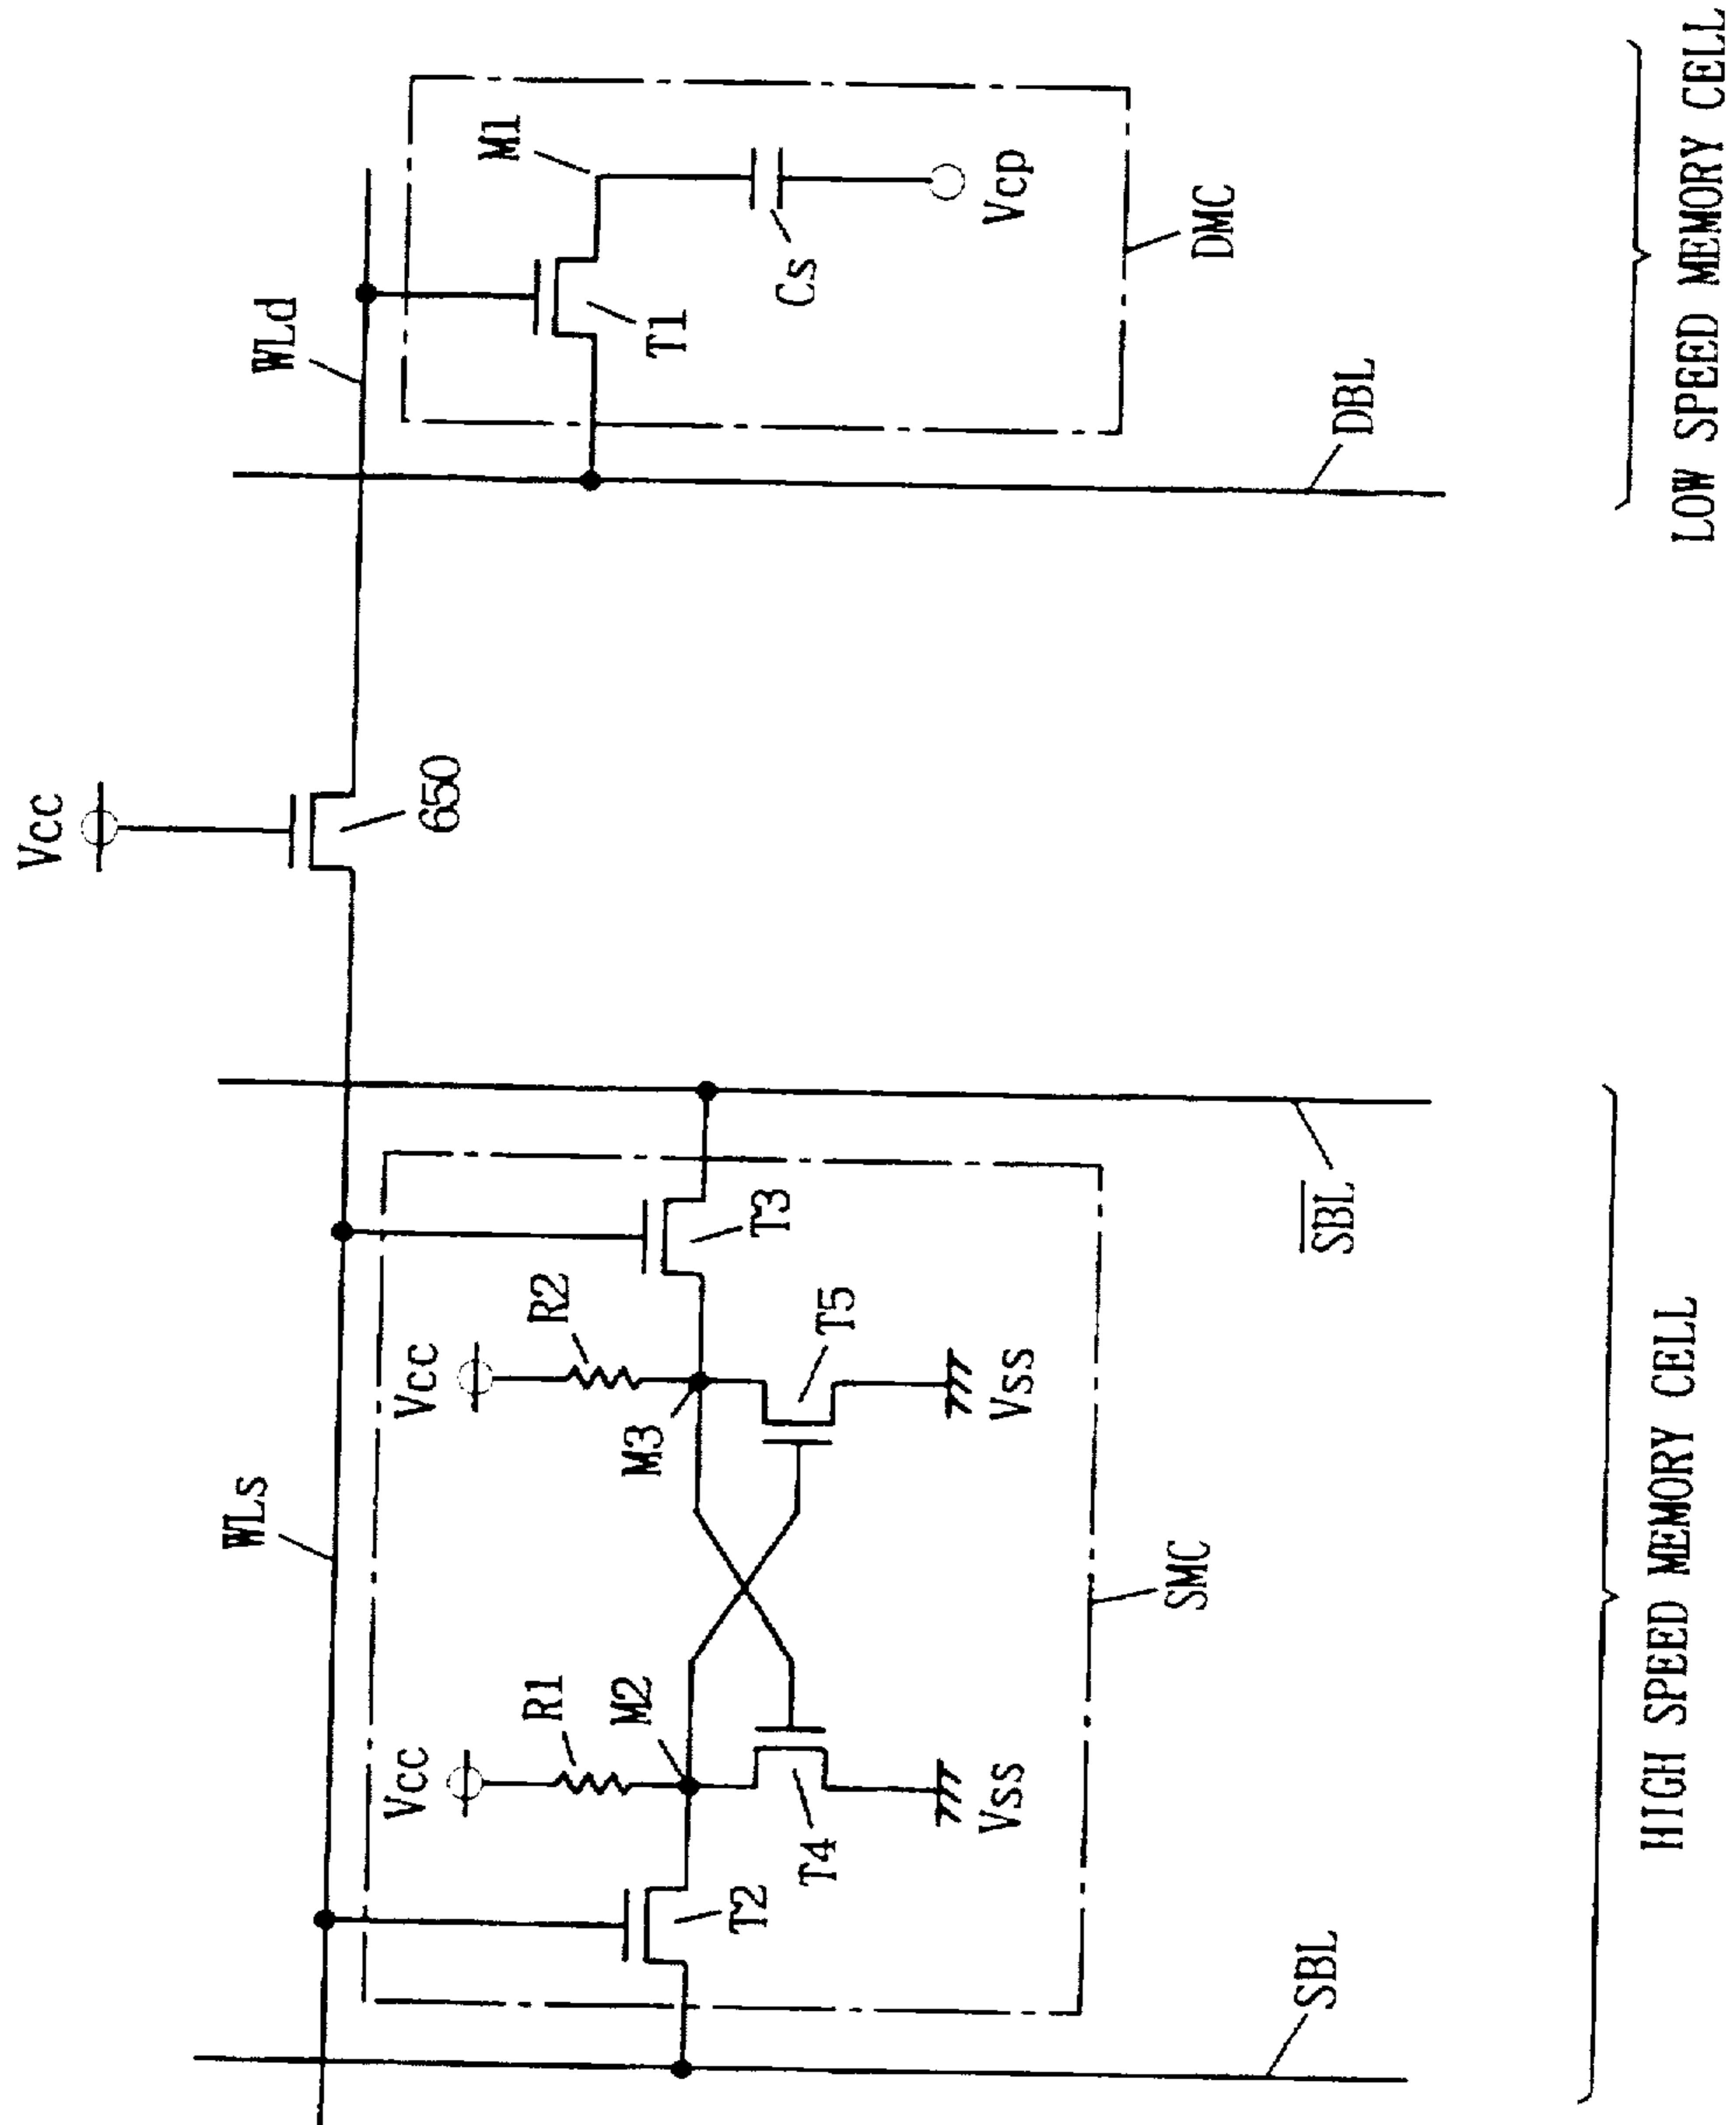 Vcc
650
WLs
WLd
SBL
T2
Vcc
R1
M2
T4
Vss
Vcc
R2
M3
T5
Vss
T3
S̅B̅L̅
SMC
DBL
T1
M1
Cs
Vcp
DMC
HIGH SPEED MEMORY CELL
LOW SPEED MEMORY CELL